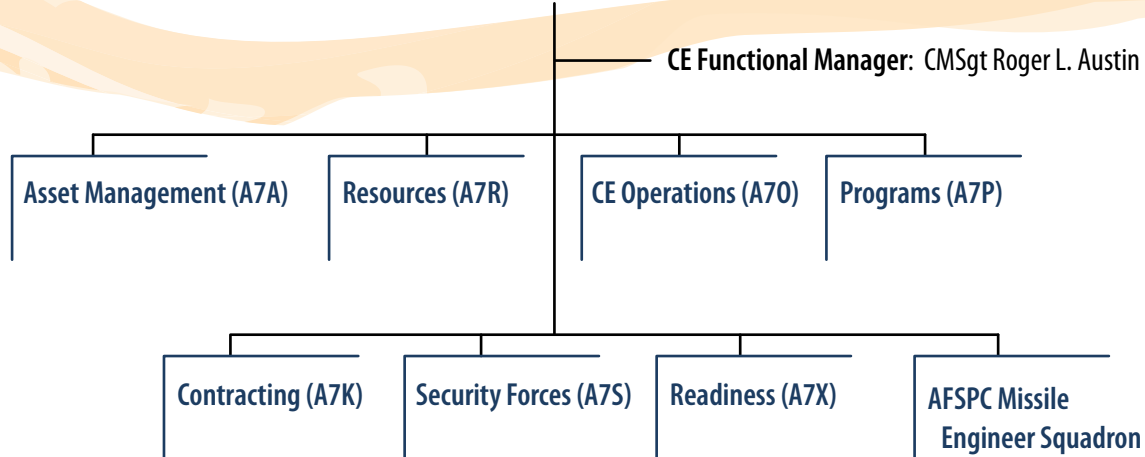 CE Functional Manager: CMSgt Roger L. Austin
Asset Management (A7A)
Resources (A7R)
CE Operations (A7O)
Programs (A7P)
Contracting (A7K)
Security Forces (A7S)
Readiness (A7X)
AFSPC Missile
Engineer Squadron